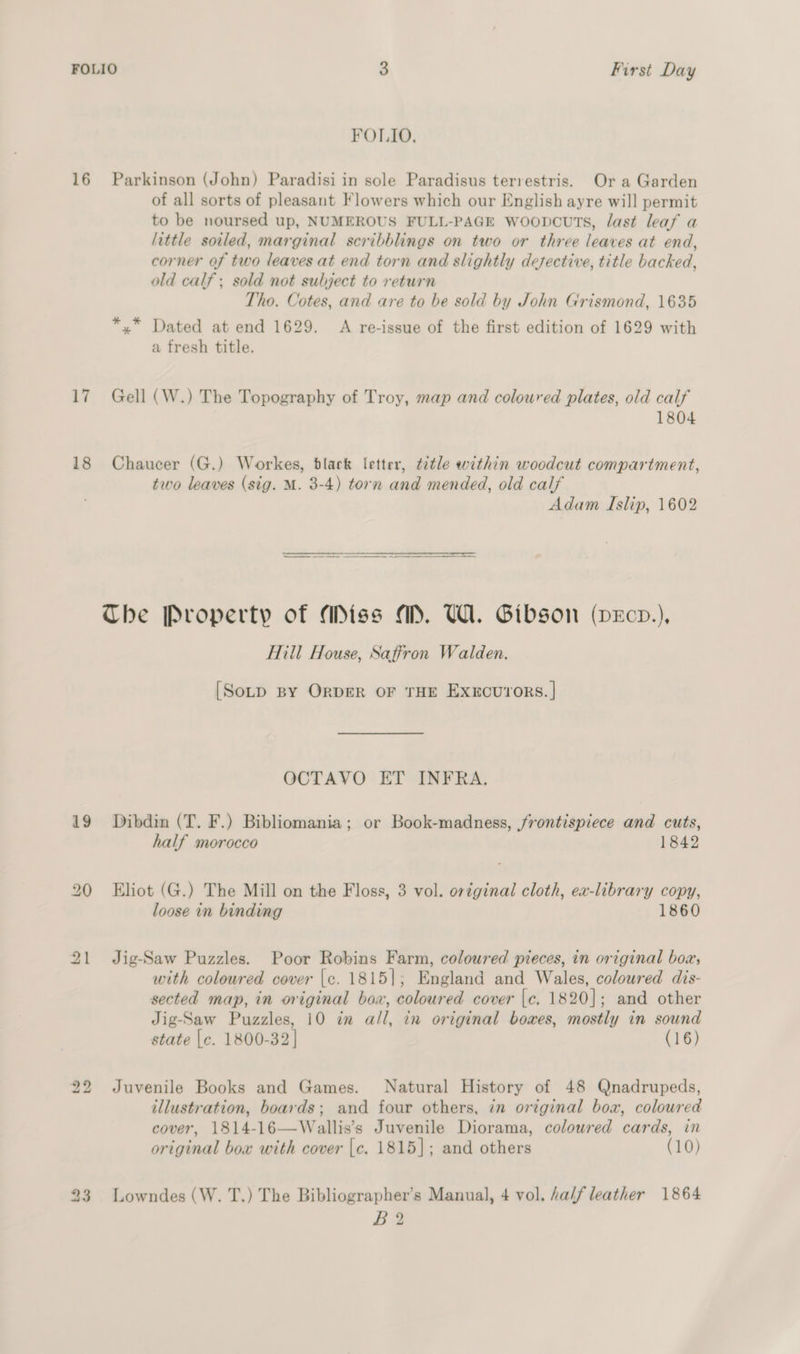 FOLIO 3 First Day
FOLIO.
16 Parkinson (John) Paradisi in sole Paradisus terrestris. Or a Garden
of all sorts of pleasant Flowers which our English ayre will permit
to be noursed up, NUMEROUS FULL-PAGE WOODCUTS, last leaf a
little soiled, marginal scribblings on two or three leaves at end,
corner of two leaves at end torn and slightly defective, title backed,
old calf; sold not subject to return
Tho. Cotes, and are to be sold by John Grismond, 1635
*⁎* Dated at end 1629. A re-issue of the first edition of 1629 with
a fresh title.
17 Gell (W.) The Topography of Troy, map and coloured plates, old calf
1804
18 Chaucer (G.) Workes, black letter, title within woodcut compartment,
two leaves (sig. M. 3-4) torn and mended, old calf
Adam Islip, 1602
The Property of Miss M. W. Gibson (DECD.),
Hill House, Saffron Walden.
[SOLD BY ORDER OF THE EXECUTORS.]
OCTAVO ET INFRA.
19 Dibdin (T. F.) Bibliomania; or Book-madness, frontispiece and cuts,
half morocco 1842
20 Eliot (G.) The Mill on the Floss, 3 vol. original cloth, ex-library copy,
loose in binding 1860
21 Jig-Saw Puzzles. Poor Robins Farm, coloured pieces, in original box,
with coloured cover [c. 1815]; England and Wales, coloured dis-
sected map, in original box, coloured cover [c. 1820]; and other
Jig-Saw Puzzles, 10 in all, in original boxes, mostly in sound
state [c. 1800-32] (16)
22 Juvenile Books and Games. Natural History of 48 Qnadrupeds,
illustration, boards; and four others, in original box, coloured
cover, 1814-16—Wallis's Juvenile Diorama, coloured cards, in
original box with cover [c. 1815]; and others (10)
23 Lowndes (W. T.) The Bibliographer's Manual, 4 vol. half leather 1864
B 2